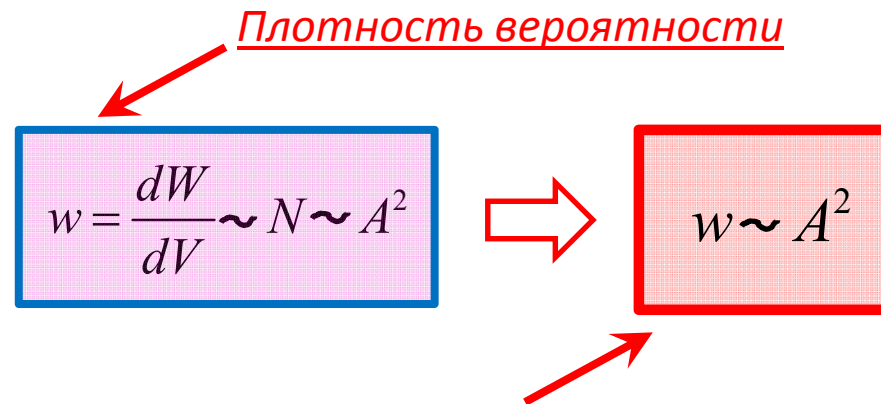 Плотность вероятности
w = dW/dV ~ N ~ A²
w ~ A²